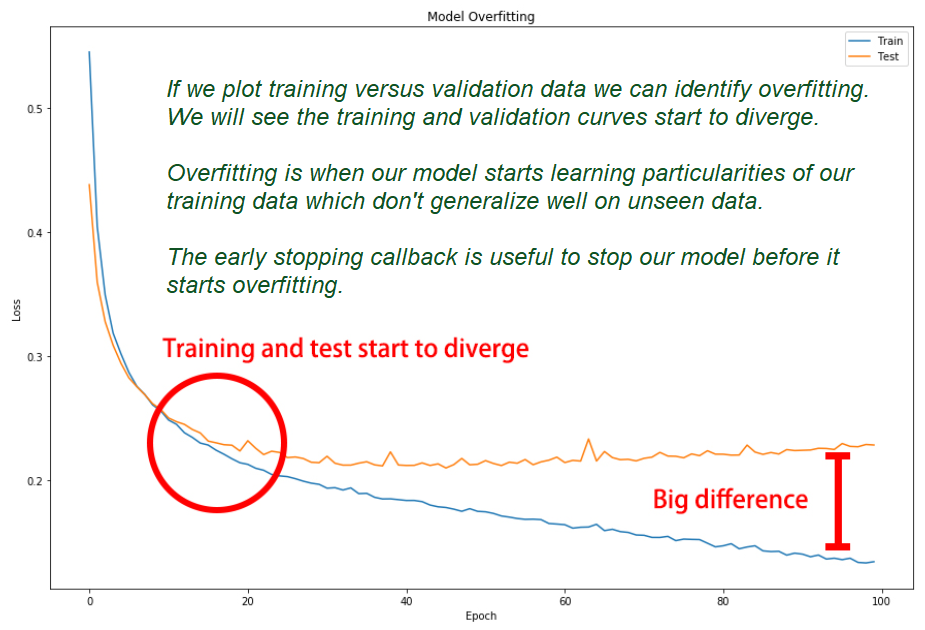 Model Overfitting
Train
Test
If we plot training versus validation data we can identify overfitting.
We will see the training and validation curves start to diverge.
Overfitting is when our model starts learning particularities of our
training data which don't generalize well on unseen data.
The early stopping callback is useful to stop our model before it
starts overfitting.
Training and test start to diverge
Big difference
Loss
0.5
0.4
0.3
0.2
0
20
40
60
80
100
Epoch